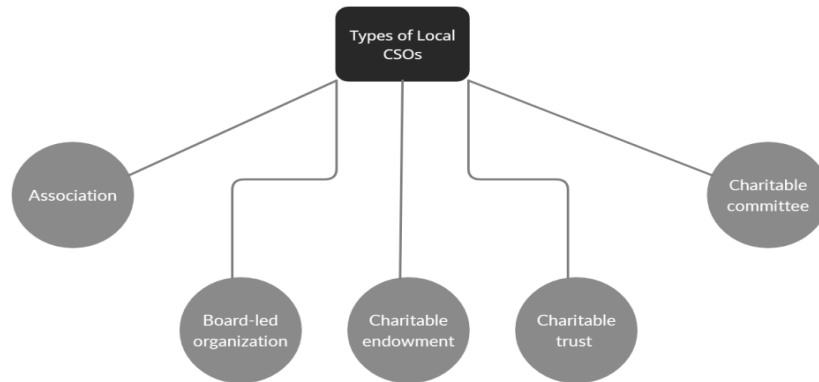 Types of Local
CSOs
Association
Charitable
committee
Board-led
organization
Charitable
endowment
Charitable
trust